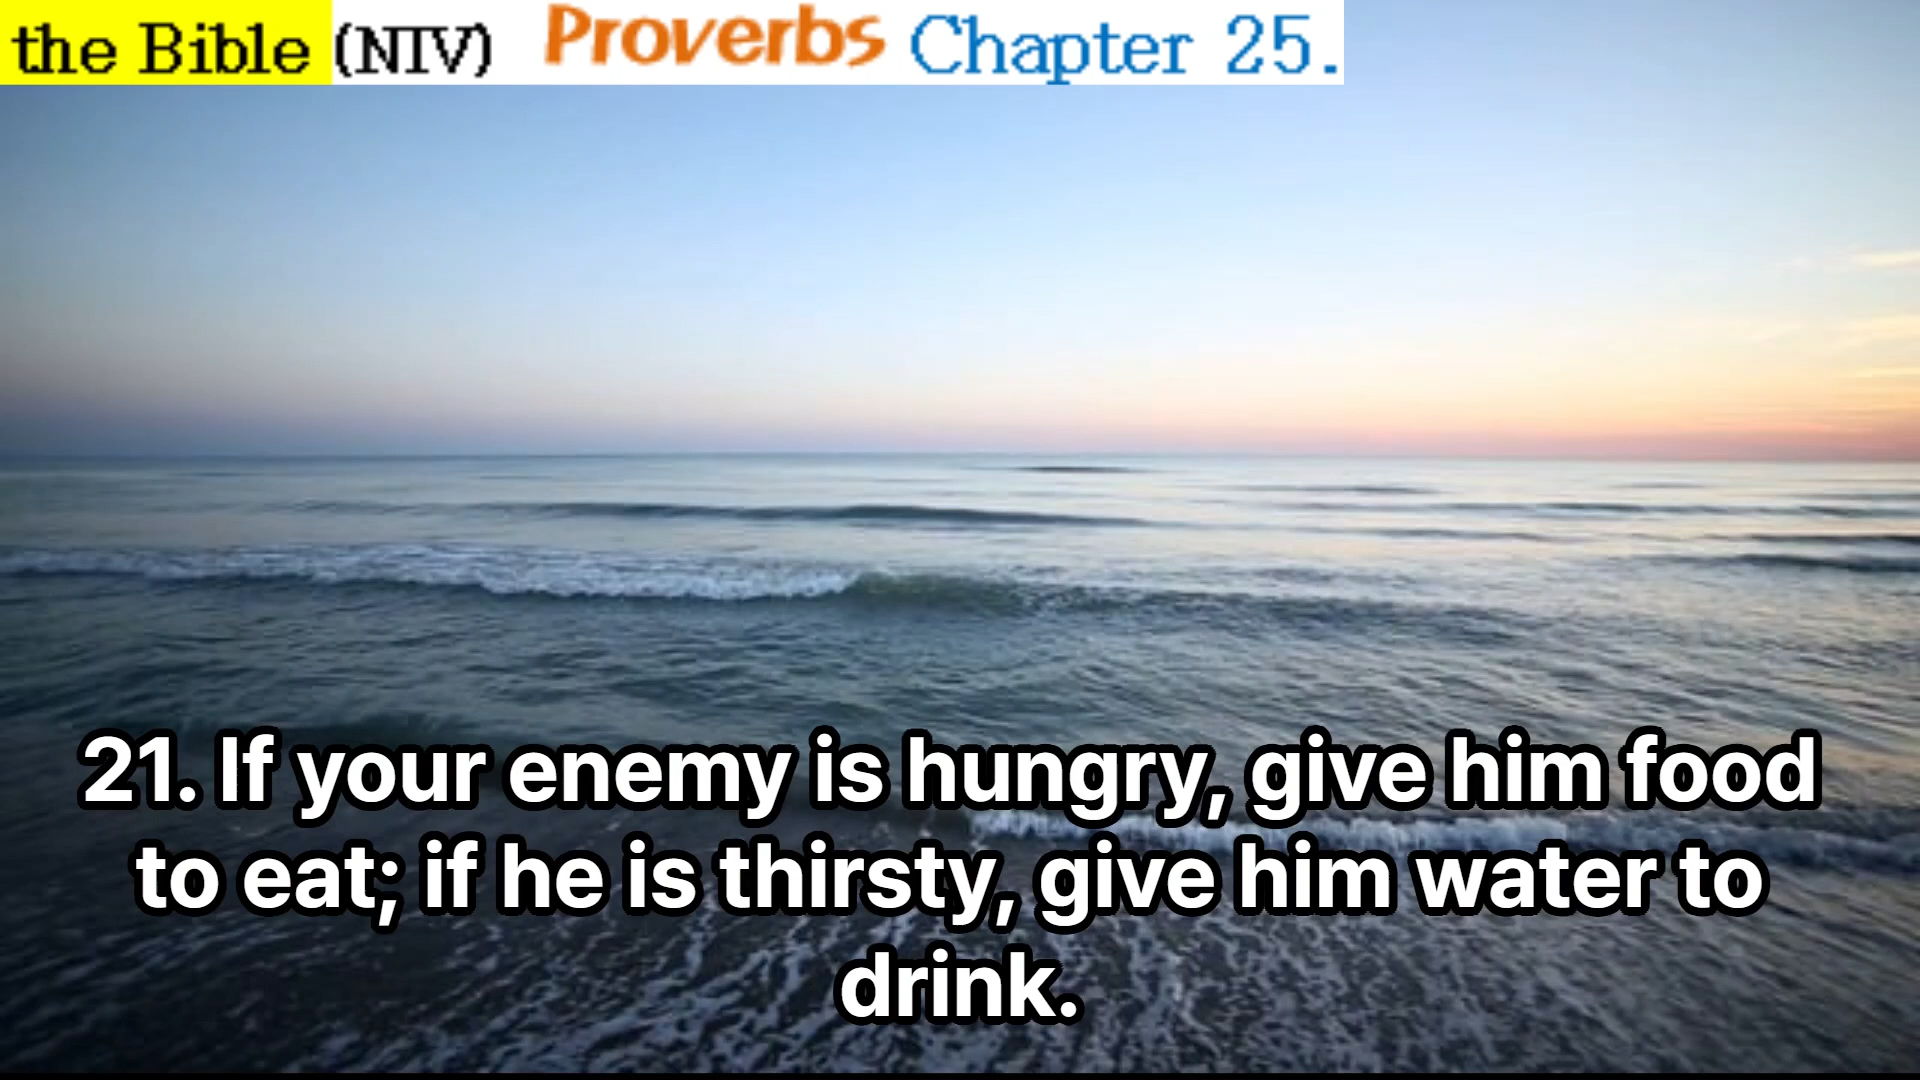 the Bible (NIV) Proverbs Chapter 25.
21. If your enemy is hungry, give him food
to eat; if he is thirsty, give him water to
drink.